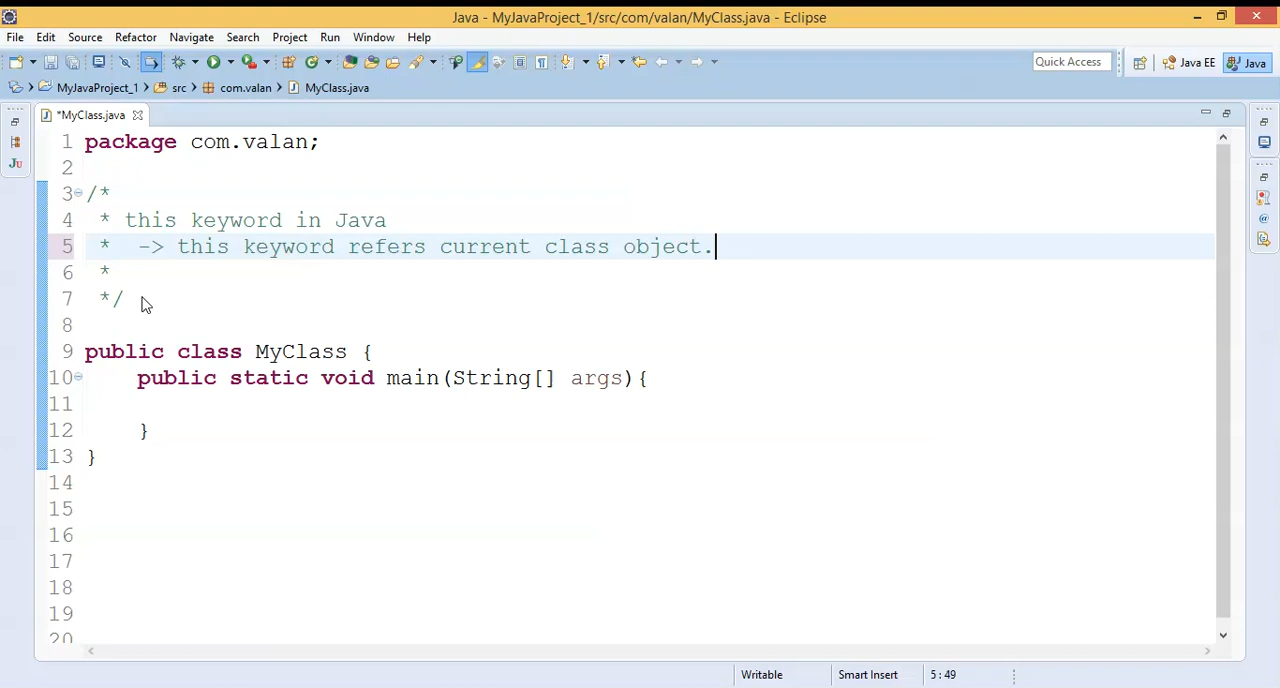 Java - MyJavaProject_1/src/com/valan/MyClass.java - Eclipse
File Edit Source Refactor Navigate Search Project Run Window Help
Quick Access Java EE Java
MyJavaProject_1 src com.valan MyClass.java
*MyClass.java
1 package com.valan;
2
3 /*
4 * this keyword in Java
5 * -> this keyword refers current class object.
6 *
7 */
8
9 public class MyClass {
10 public static void main(String[] args){
11
12 }
13 }
14
15
16
17
18
19
20
Writable Smart Insert 5 : 49